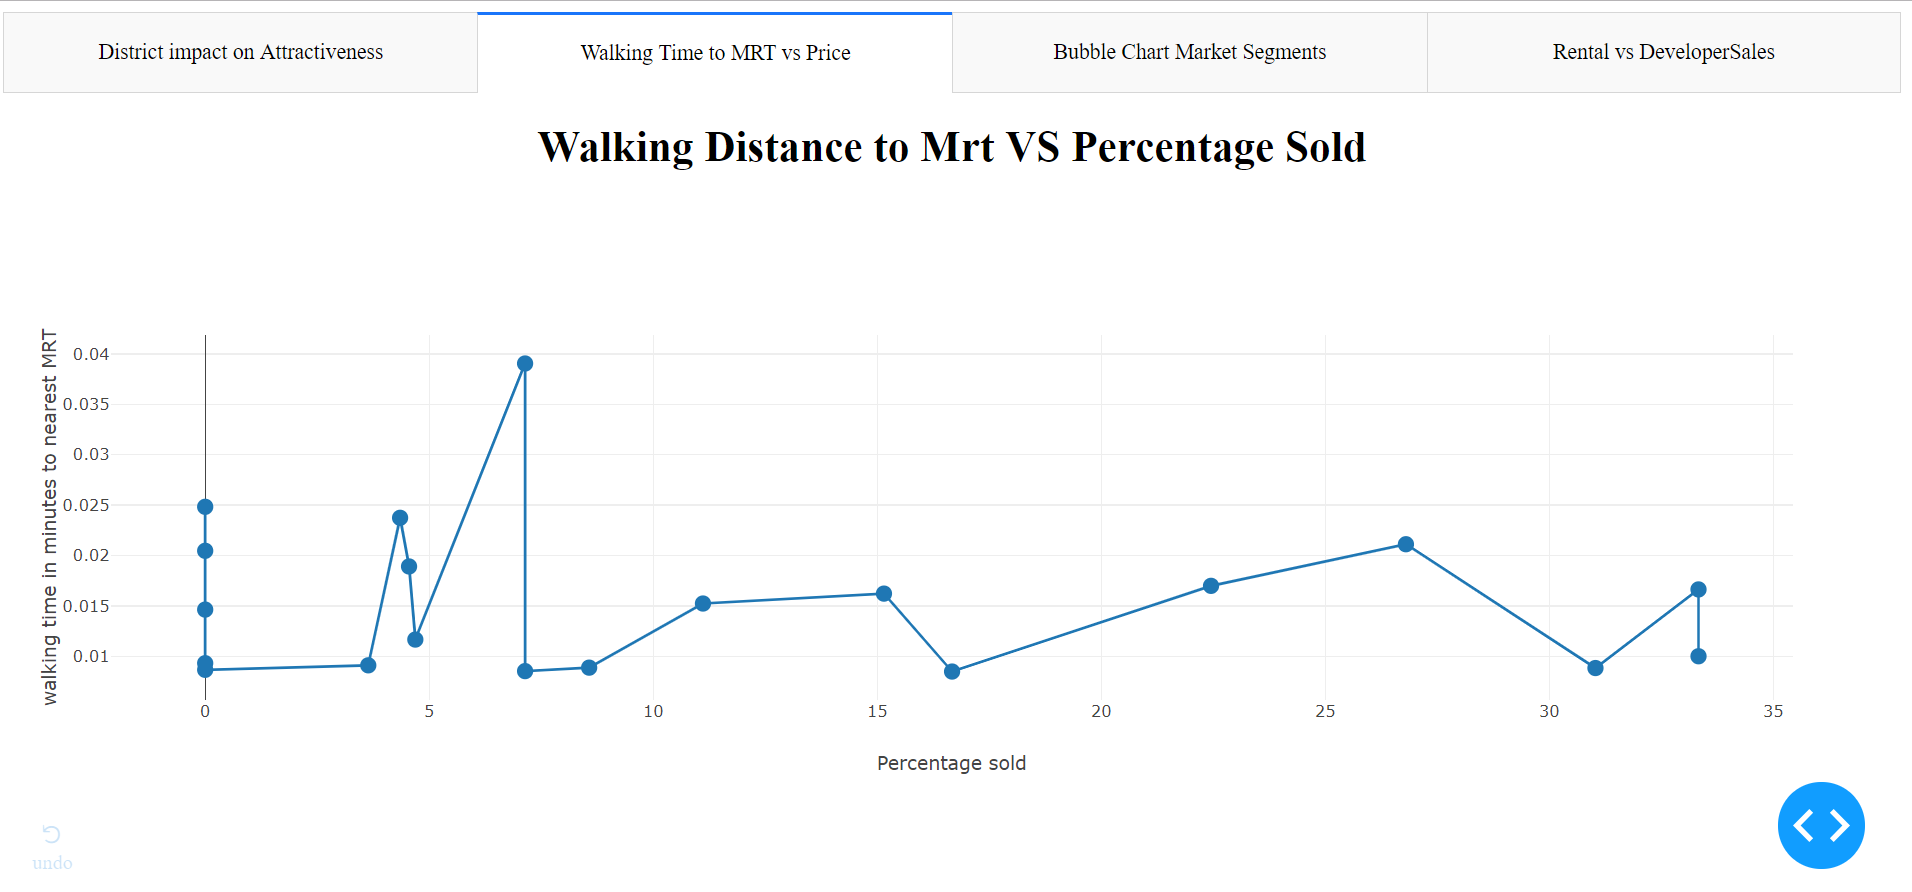 District impact on Attractiveness
Walking Time to MRT vs Price
Bubble Chart Market Segments
Rental vs DeveloperSales
Walking Distance to Mrt VS Percentage Sold
walking time in minutes to nearest MRT
0.04
0.035
0.03
0.025
0.02
0.015
0.01
0 5 10 15 20 25 30 35
Percentage sold
undo